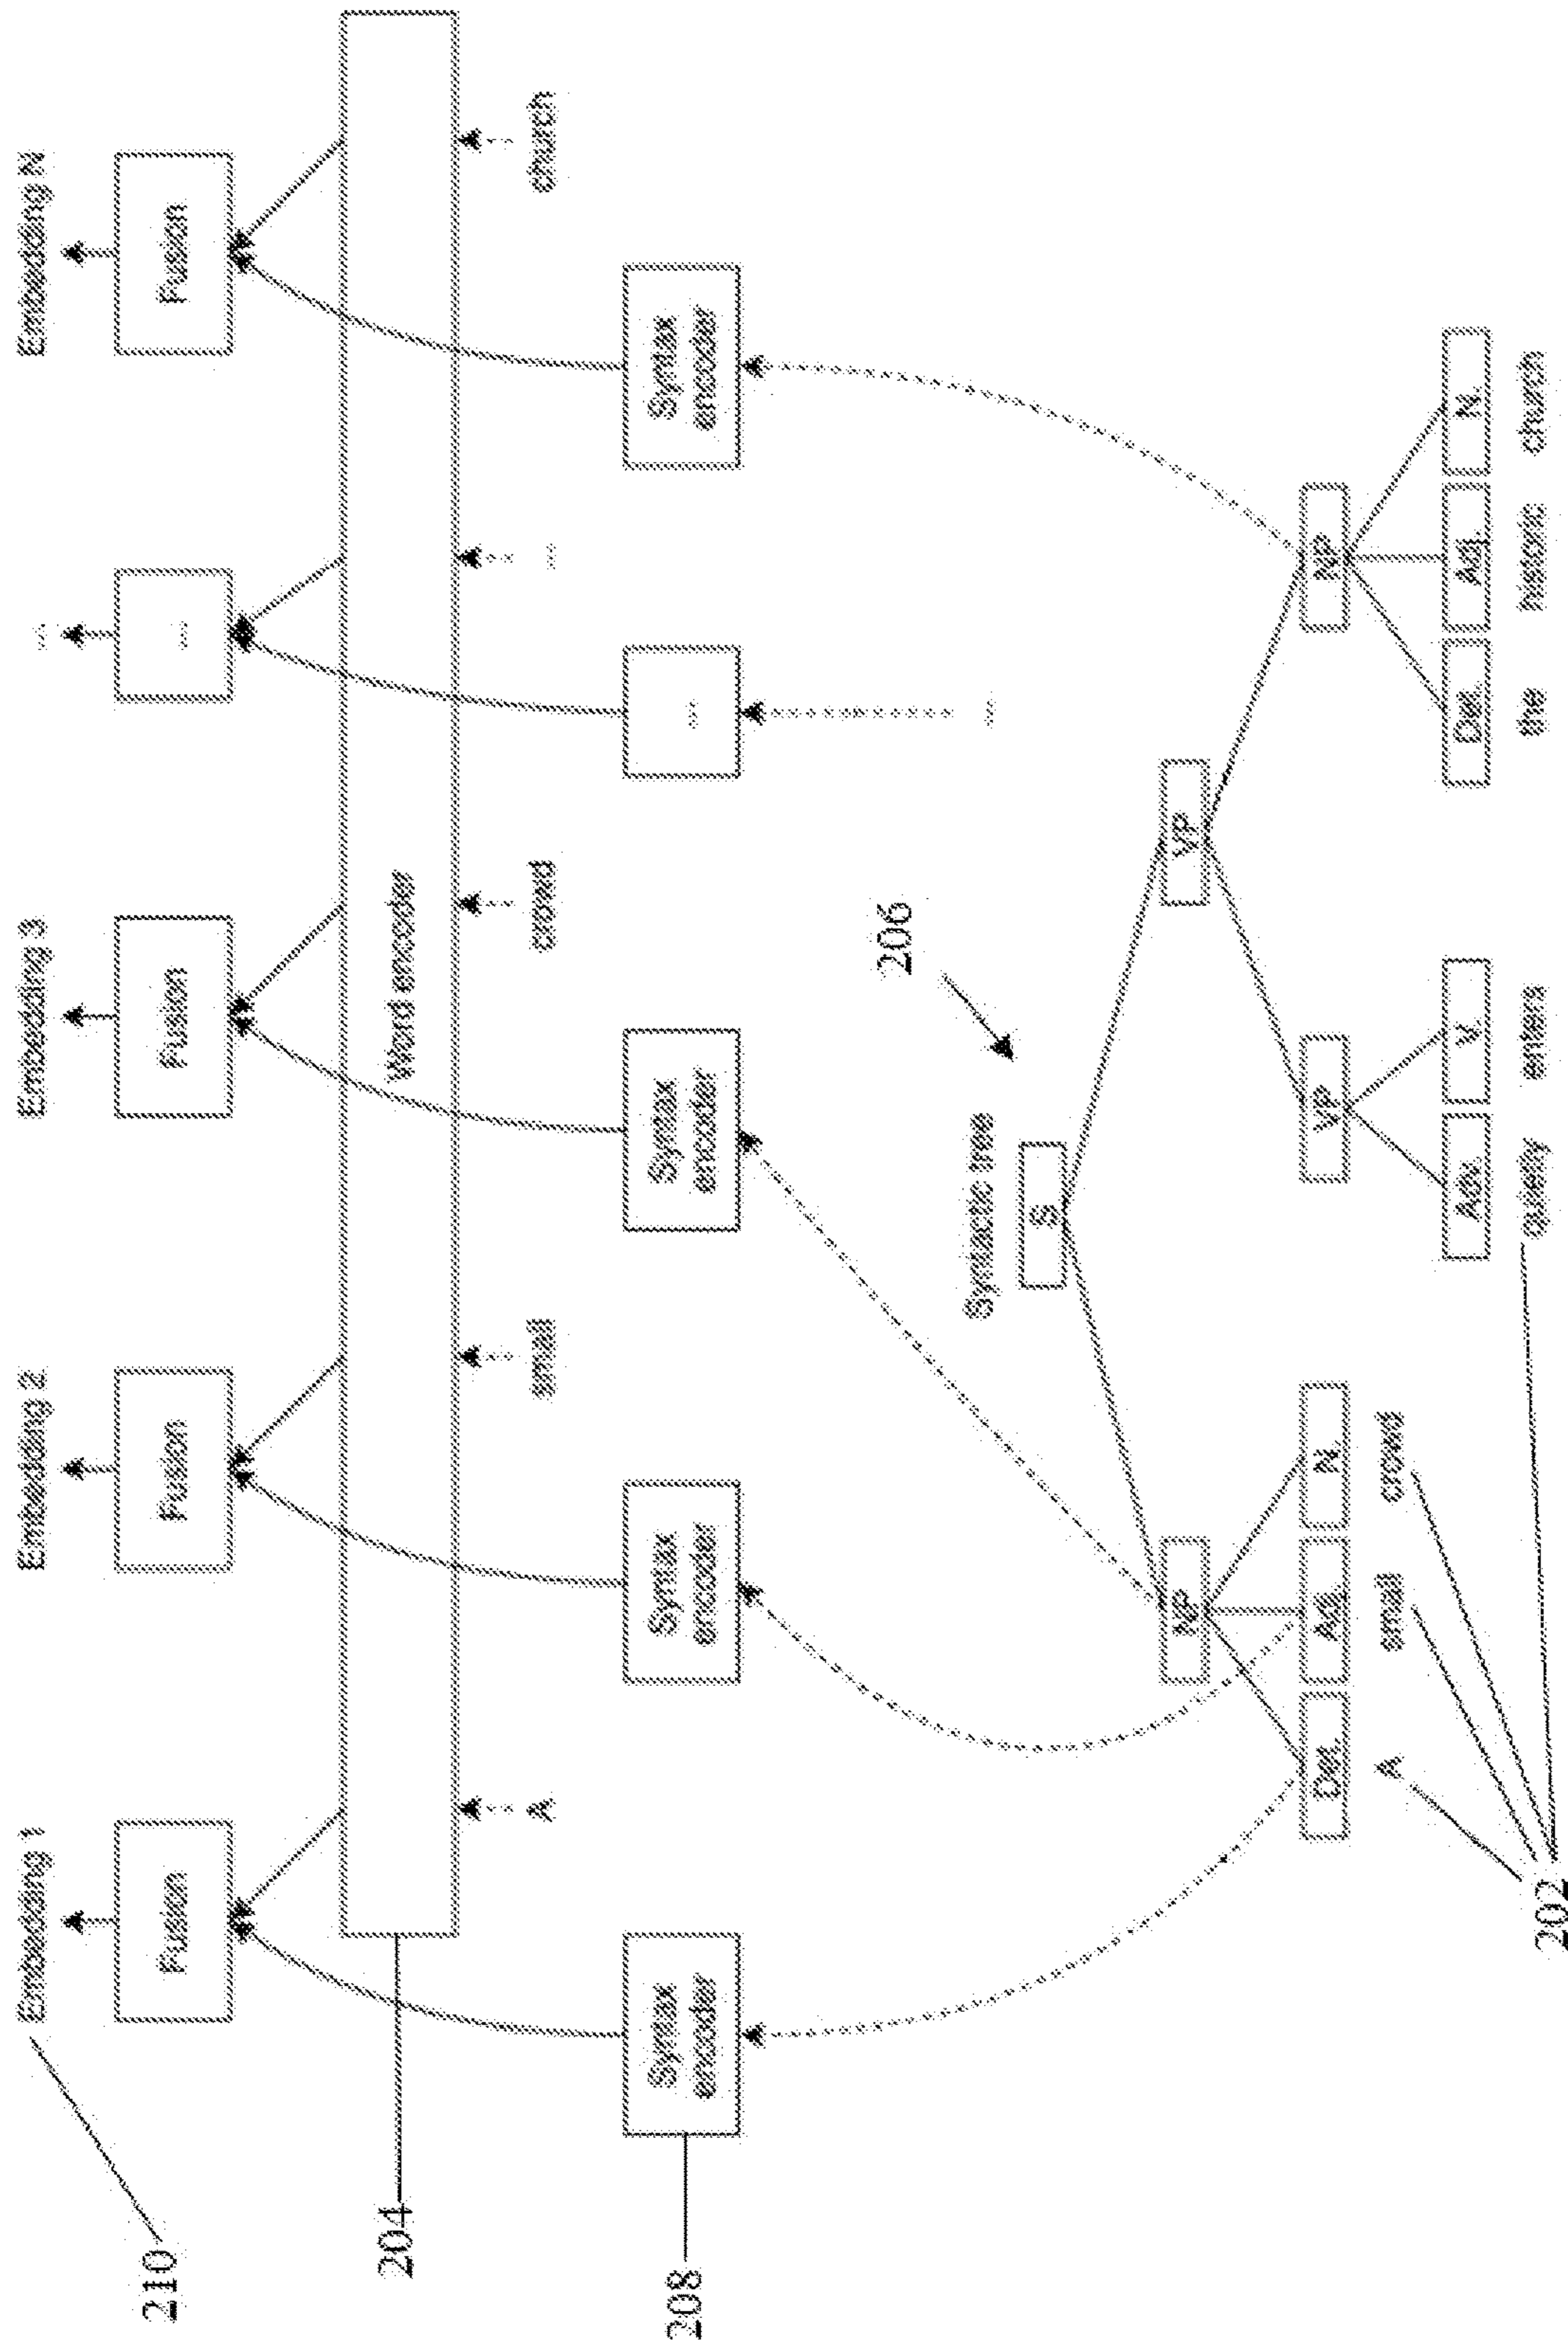 Embedding 1 Embedding 2 Embedding 3 ... Embedding N
210
Fusion Fusion Fusion ... Fusion
204
Word encoder
A small crowd ... church
208
Syntax Syntax Syntax ... Syntax
encoder encoder encoder encoder
206
...
Syntactic tree
S
NP VP
Det. Adj. N. VP NP
A small crowd
Adv. V. Det. Adj. N.
202
quietly enters the historic church